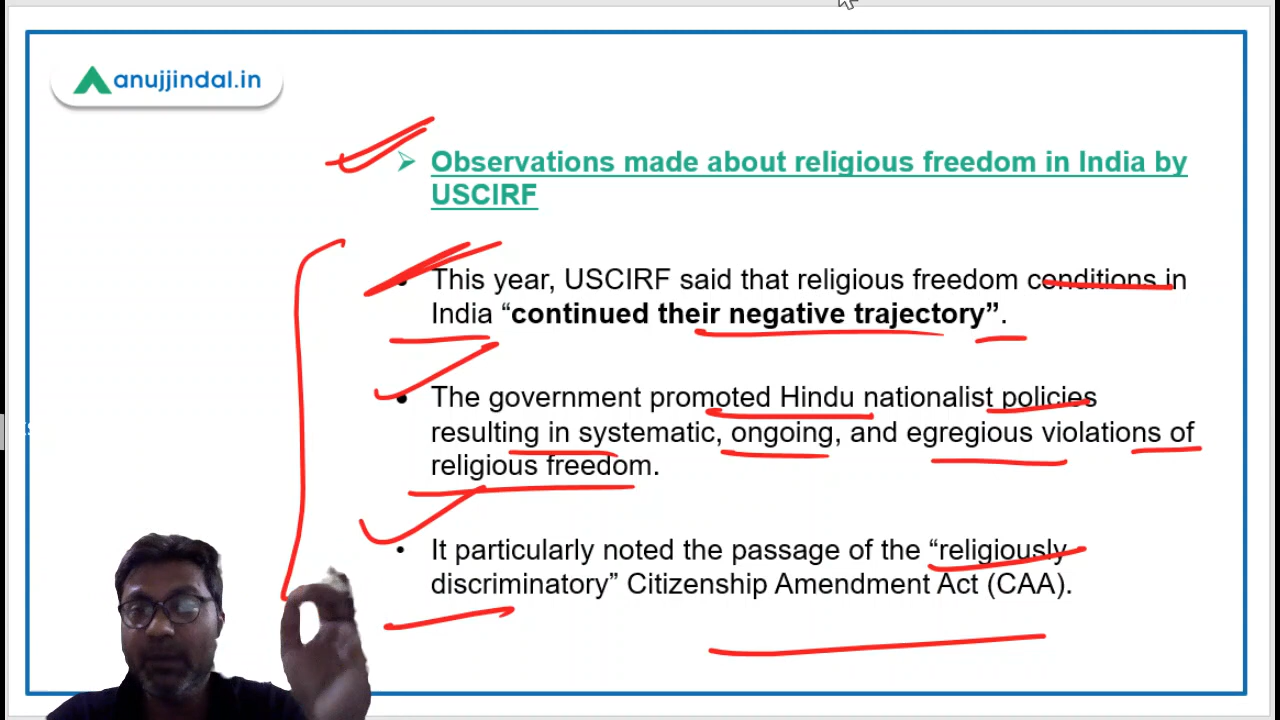 anujjindal.in
Observations made about religious freedom in India by
USCIRF
This year, USCIRF said that religious freedom conditions in
India “continued their negative trajectory”.
The government promoted Hindu nationalist policies
resulting in systematic, ongoing, and egregious violations of
religious freedom.
It particularly noted the passage of the “religiously
discriminatory” Citizenship Amendment Act (CAA).